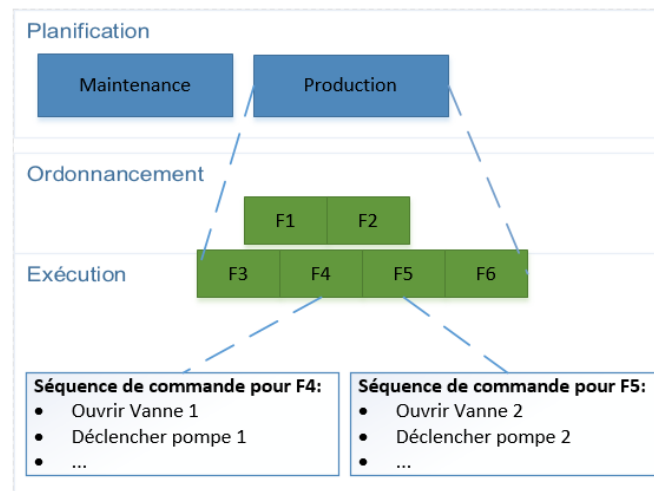 Planification
Maintenance
Production
Ordonnancement
F1
F2
Exécution
F3
F4
F5
F6
Séquence de commande pour F4:
• Ouvrir Vanne 1
• Déclencher pompe 1
• ...
Séquence de commande pour F5:
• Ouvrir Vanne 2
• Déclencher pompe 2
• ...